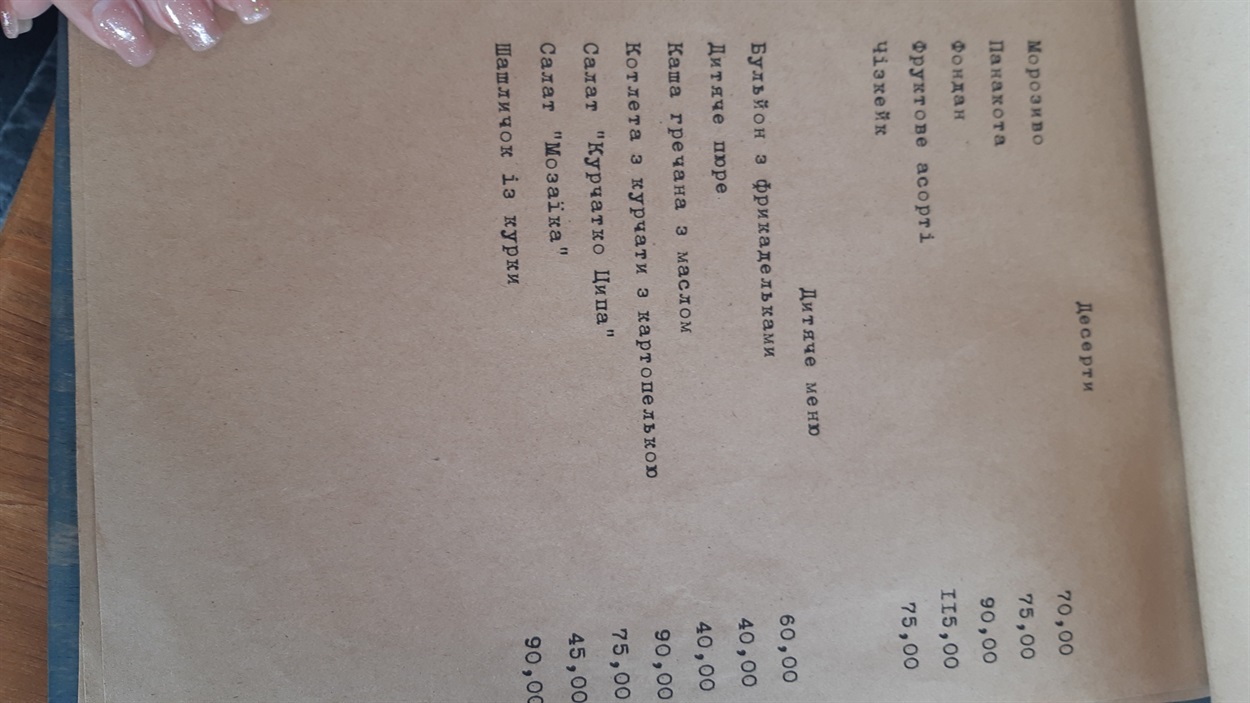 Десерти
Морозиво 70,00
Панакота 75,00
Фондан 90,00
Фруктове асорті II5,00
Чізкейк 75,00
Дитяче меню
Бульйон з фрикадельками 60,00
Дитяче пюре 40,00
Каша гречана з маслом 40,00
Котлета з курчати з картопелькою 90,00
Салат "Курчатко Ципа" 75,00
Салат "Мозаїка" 45,00
Шашличок із курки 90,00